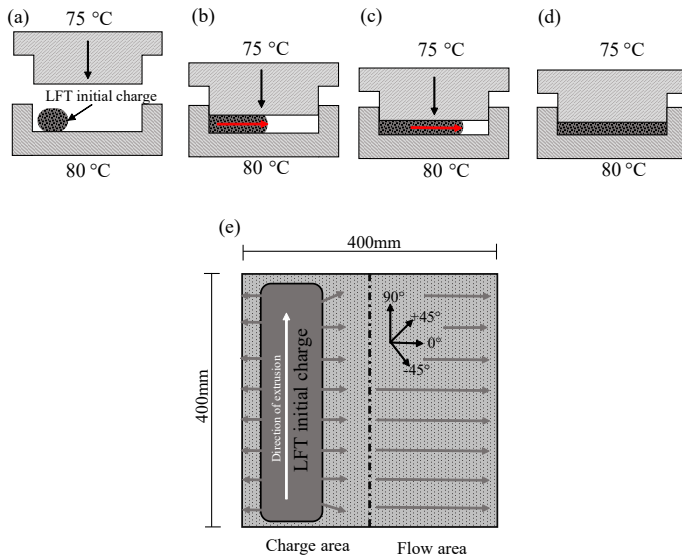 (a)
75 °C
LFT initial charge
80 °C
(b)
75 °C
80 °C
(c)
75 °C
80 °C
(d)
75 °C
80 °C
(e)
400mm
400mm
Direction of extrusion
LFT initial charge
90°
+45°
0°
-45°
Charge area
Flow area